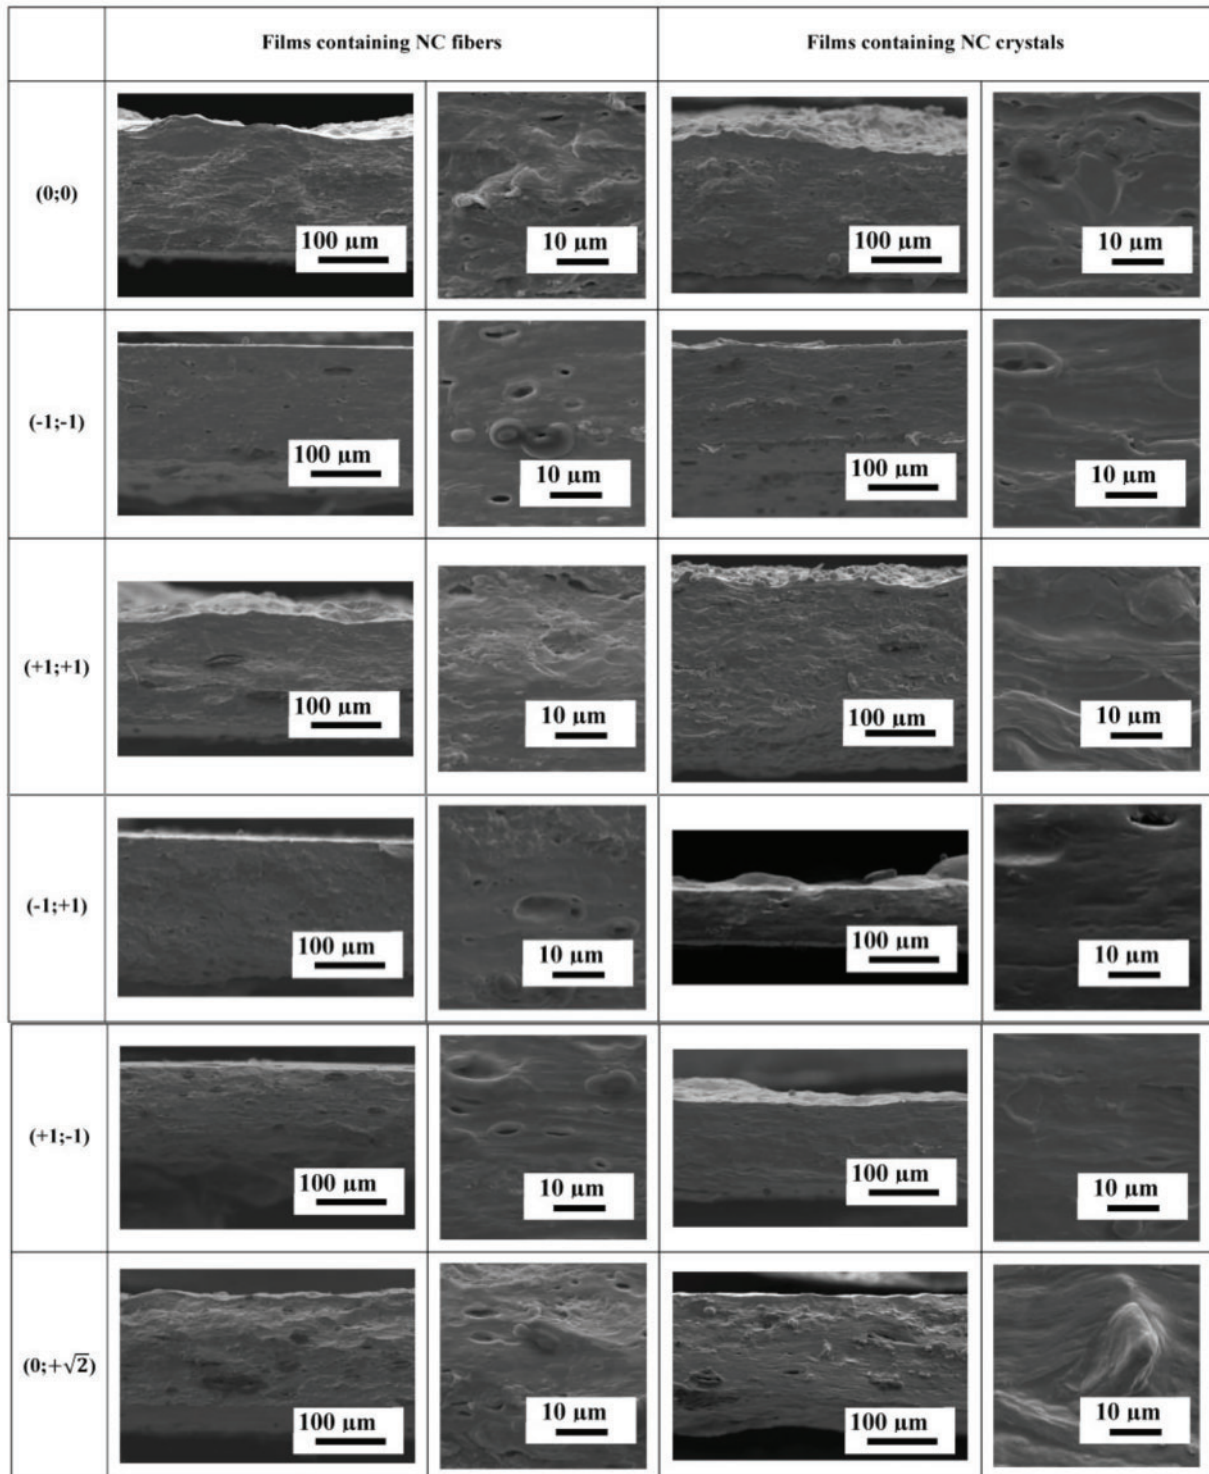 Films containing NC fibers
Films containing NC crystals
(0;0)
100 µm
10 µm
100 µm
10 µm
(-1;-1)
100 µm
10 µm
100 µm
10 µm
(+1;+1)
100 µm
10 µm
100 µm
10 µm
(-1;+1)
100 µm
10 µm
100 µm
10 µm
(+1;-1)
100 µm
10 µm
100 µm
10 µm
(0;+√2)
100 µm
10 µm
100 µm
10 µm